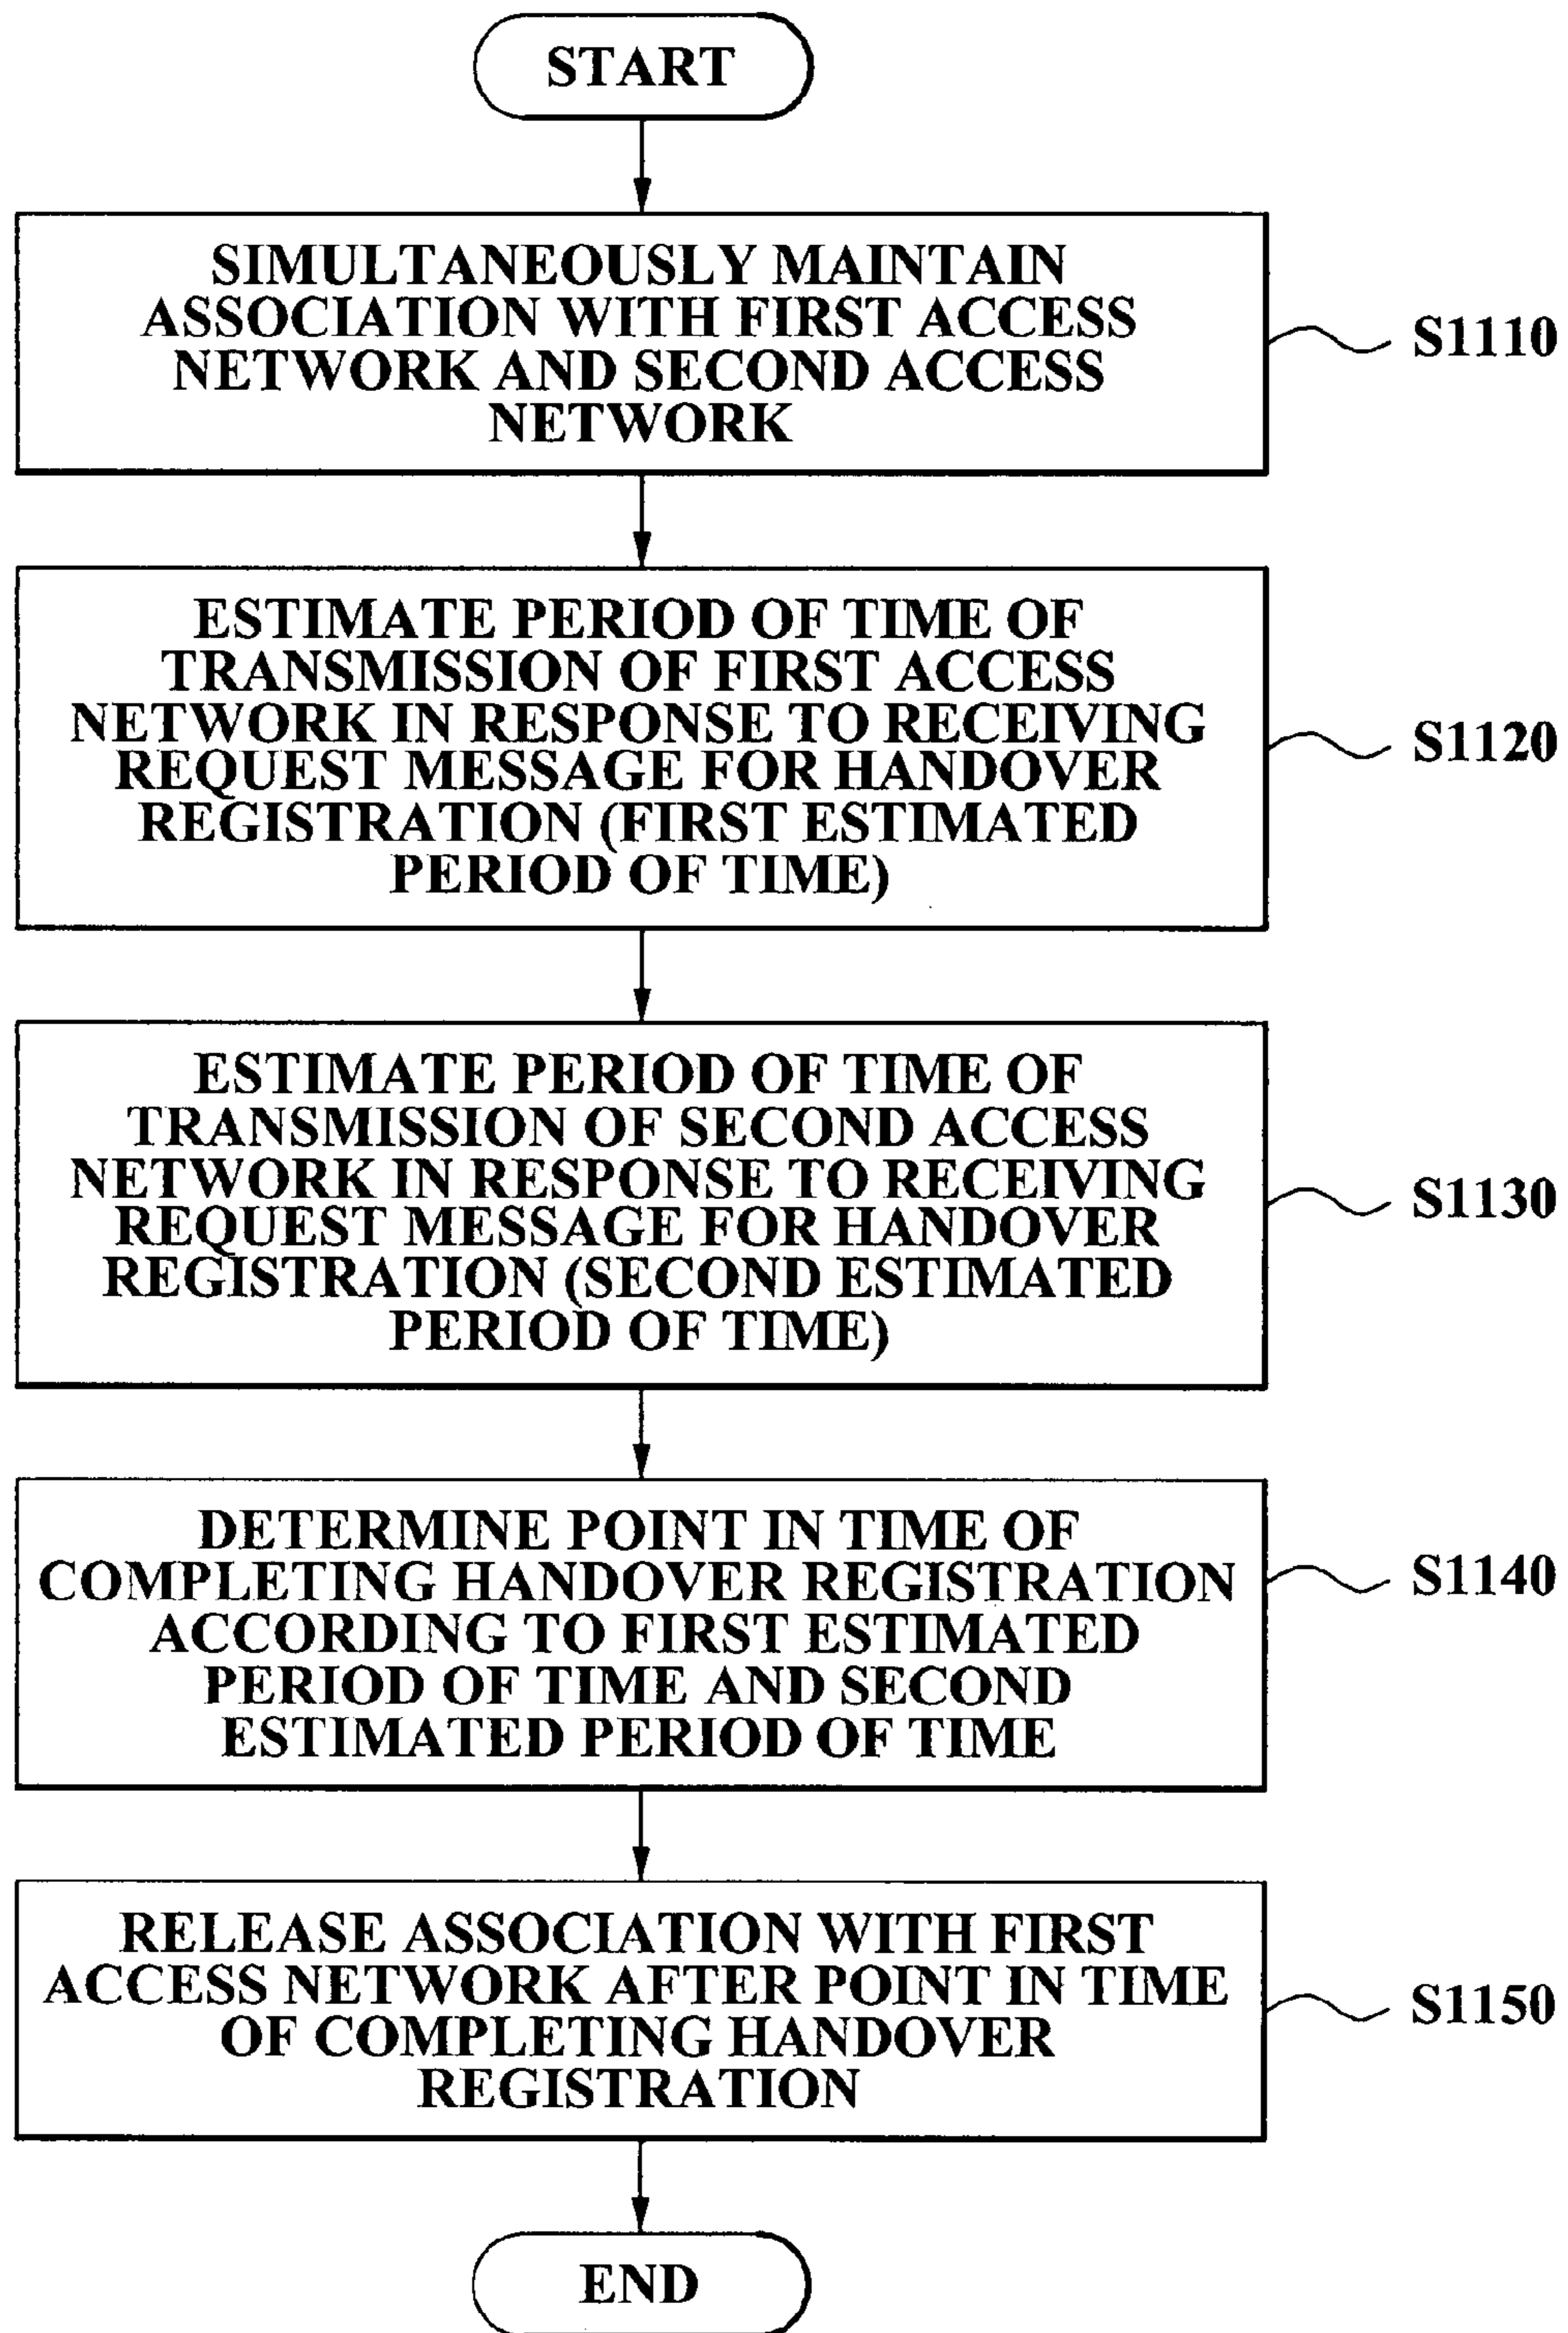 START
SIMULTANEOUSLY MAINTAIN
ASSOCIATION WITH FIRST ACCESS
NETWORK AND SECOND ACCESS
NETWORK
S1110
ESTIMATE PERIOD OF TIME OF
TRANSMISSION OF FIRST ACCESS
NETWORK IN RESPONSE TO RECEIVING
REQUEST MESSAGE FOR HANDOVER
REGISTRATION (FIRST ESTIMATED
PERIOD OF TIME)
S1120
ESTIMATE PERIOD OF TIME OF
TRANSMISSION OF SECOND ACCESS
NETWORK IN RESPONSE TO RECEIVING
REQUEST MESSAGE FOR HANDOVER
REGISTRATION (SECOND ESTIMATED
PERIOD OF TIME)
S1130
DETERMINE POINT IN TIME OF
COMPLETING HANDOVER REGISTRATION
ACCORDING TO FIRST ESTIMATED
PERIOD OF TIME AND SECOND
ESTIMATED PERIOD OF TIME
S1140
RELEASE ASSOCIATION WITH FIRST
ACCESS NETWORK AFTER POINT IN TIME
OF COMPLETING HANDOVER
REGISTRATION
S1150
END